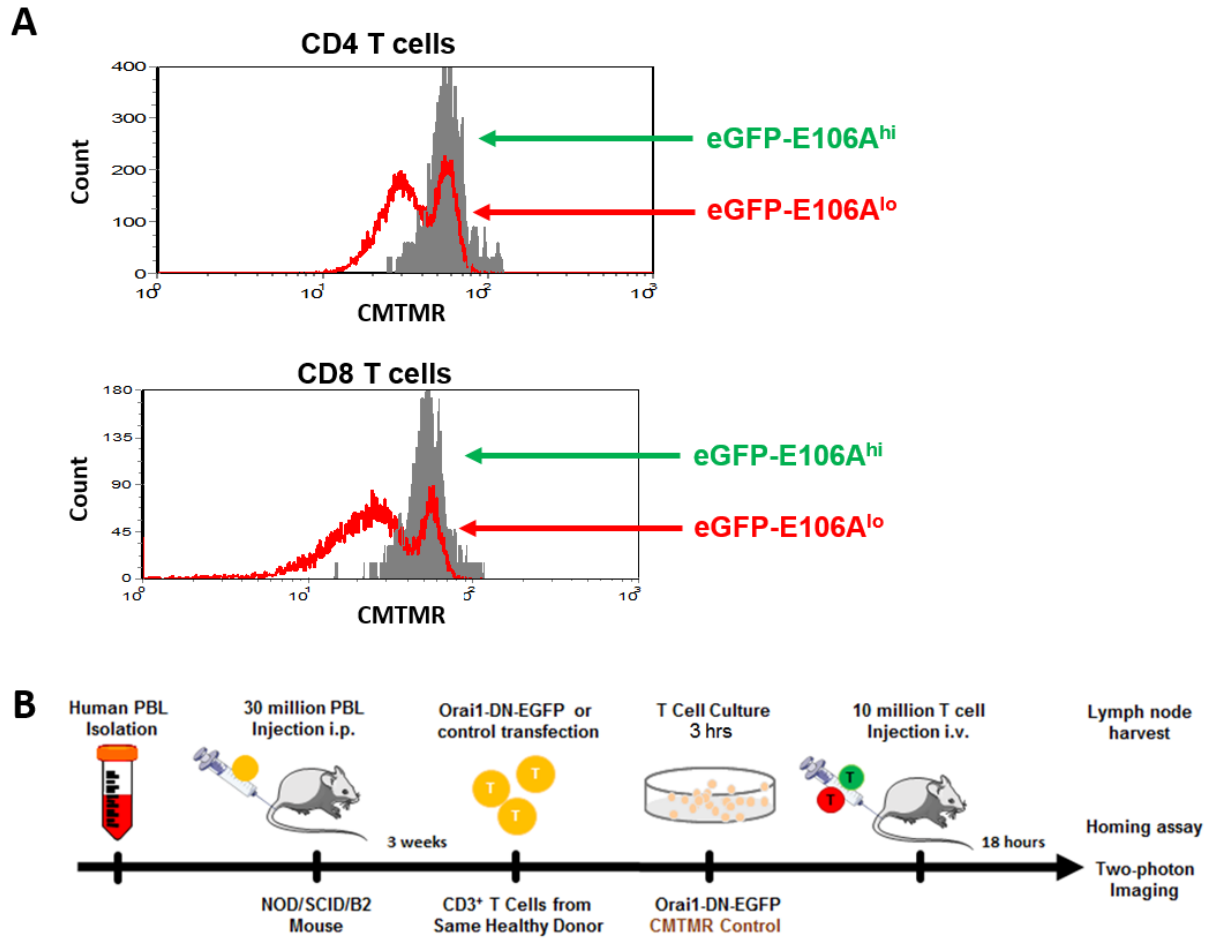 A
CD4 T cells
400
300
200
100
0
Count
10⁰
10¹
10²
10³
CMTMR
eGFP-E106Aʰⁱ
eGFP-E106Aˡᵒ
CD8 T cells
180
135
90
45
0
Count
10⁰
10¹
5²
10³
CMTMR
eGFP-E106Aʰⁱ
eGFP-E106Aˡᵒ
B
Human PBL
Isolation
30 million PBL
Injection i.p.
Orai1-DN-EGFP or
control transfection
T Cell Culture
3 hrs
10 million T cell
Injection i.v.
Lymph node
harvest
T
T
T
T
T
3 weeks
18 hours
Homing assay
Two-photon
Imaging
NOD/SCID/B2
Mouse
CD3⁺ T Cells from
Same Healthy Donor
Orai1-DN-EGFP
CMTMR Control